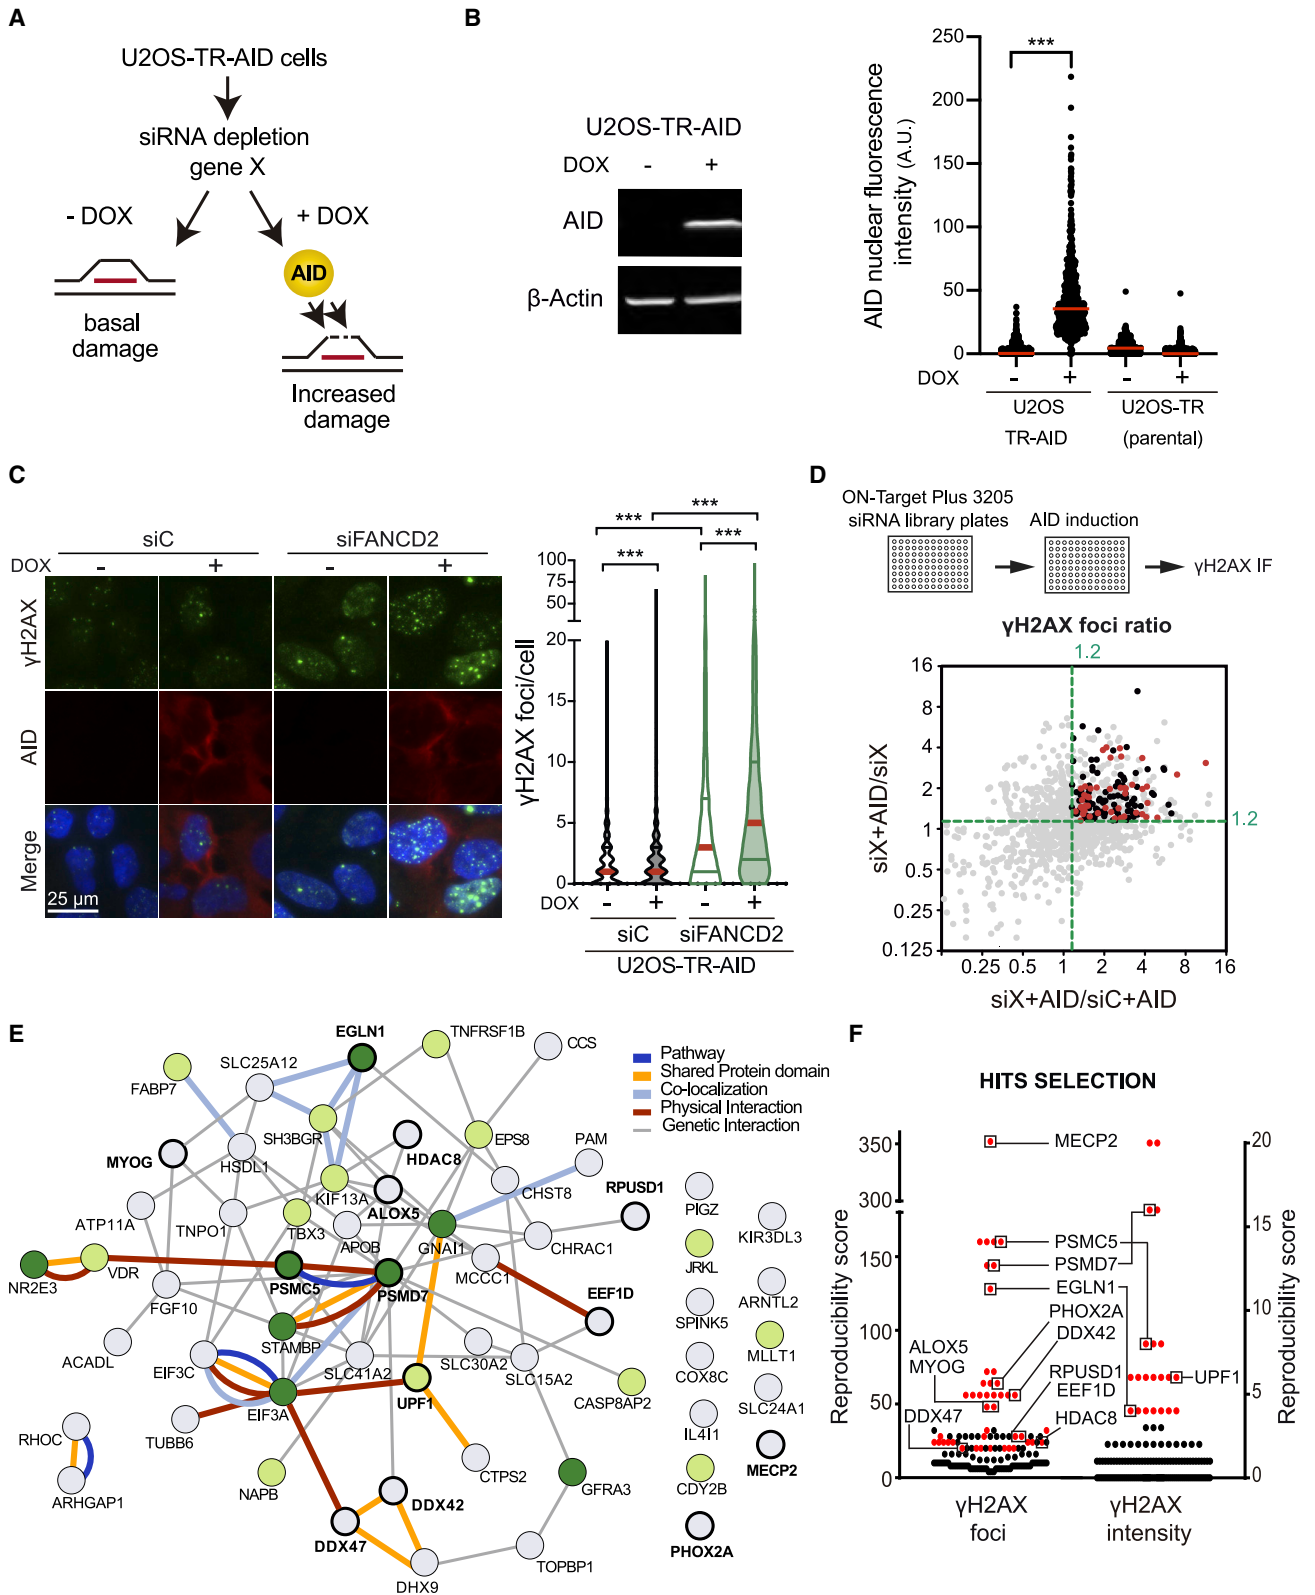 A
U2OS-TR-AID cells
siRNA depletion
gene X
- DOX
+ DOX
AID
basal
damage
Increased
damage
B
U2OS-TR-AID
DOX - +
AID
β-Actin
AID nuclear fluorescence
intensity (A.U.)
250
200
150
100
50
0
***
DOX - + - +
U2OS
TR-AID
U2OS-TR
(parental)
C
siC siFANCD2
DOX - + - +
γH2AX
AID
Merge
25 µm
γH2AX foci/cell
100
75
50
20
15
10
5
0
***
***
***
***
DOX - + - +
siC siFANCD2
U2OS-TR-AID
D
ON-Target Plus 3205
siRNA library plates
AID induction
γH2AX IF
γH2AX foci ratio
1.2
1.2
siX+AID/siX
16
8
4
2
1
0.5
0.25
0.125
0.25 0.5 1 2 4 8 16
siX+AID/siC+AID
E
Pathway
Shared Protein domain
Co-localization
Physical Interaction
Genetic Interaction
EGLN1
TNFRSF1B
CCS
SLC25A12
FABP7
SH3BGR
EPS8
PAM
MYOG
HSDL1
HDAC8
KIF13A
ALOX5
CHST8
RPUSD1
ATP11A
TNPO1
TBX3
APOB
GNAI1
CHRAC1
MCCC1
NR2E3
VDR
PSMC5
PSMD7
FGF10
EEF1D
STAMBP
ACADL
EIF3C
SLC41A2
SLC30A2
SLC15A2
EIF3A
UPF1
CASP8AP2
TUBB6
RHOC
ARHGAP1
NAPB
CTPS2
GFRA3
DDX42
DDX47
DHX9
TOPBP1
PIGZ
KIR3DL3
JRKL
ARNTL2
SPINK5
MLLT1
COX8C
SLC24A1
IL4I1
MECP2
CDY2B
PHOX2A
F
HITS SELECTION
Reproducibility score
350
300
150
100
50
0
MECP2
PSMC5
PSMD7
EGLN1
PHOX2A
DDX42
ALOX5
MYOG
RPUSD1
EEF1D
DDX47
HDAC8
UPF1
20
15
10
5
0
Reproducibility score
γH2AX
foci
γH2AX
intensity